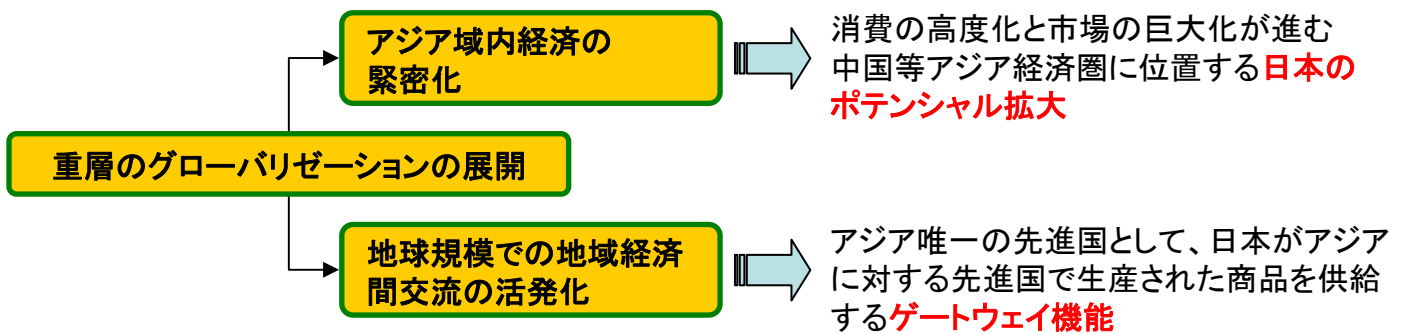 アジア域内経済の
緊密化
消費の高度化と市場の巨大化が進む
中国等アジア経済圏に位置する日本の
ポテンシャル拡大
重層のグローバリゼーションの展開
地球規模での地域経済
間交流の活発化
アジア唯一の先進国として、日本がアジア
に対する先進国で生産された商品を供給
するゲートウェイ機能